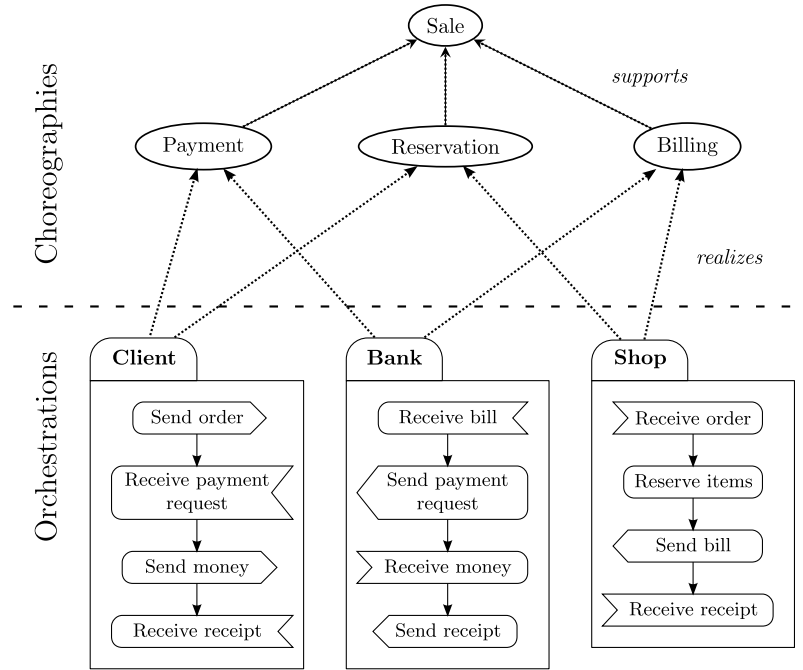 Sale
supports
Payment
Reservation
Billing
Choreographies
realizes
Orchestrations
Client
Send order
Receive payment
request
Send money
Receive receipt
Bank
Receive bill
Send payment
request
Receive money
Send receipt
Shop
Receive order
Reserve items
Send bill
Receive receipt